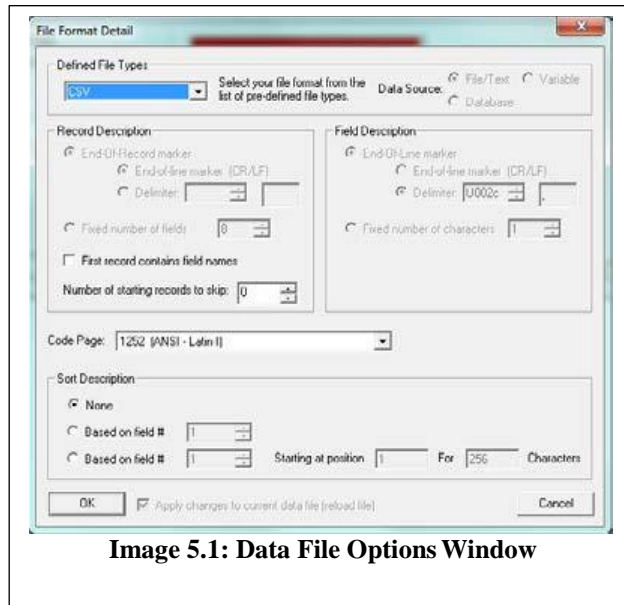 File Format Detail
Defined File Types
CSV
Select your file format from the
list of pre-defined file types.
Data Source:
File/Text
Variable
Database
Record Description
End-Of-Record marker
End-of-line marker (CR/LF)
Delimiter:
Fixed number of fields
8
First record contains field names
Number of starting records to skip:
0
Field Description
End-Of-Line marker
End-of-line marker (CR/LF)
Delimiter:
U002c
,
Fixed number of characters
1
Code Page:
1252 (ANSI - Latin I)
Sort Description
None
Based on field #
1
Based on field #
1
Starting at position
1
For
256
Characters
OK
Apply changes to current data file (reload file)
Cancel
Image 5.1: Data File Options Window